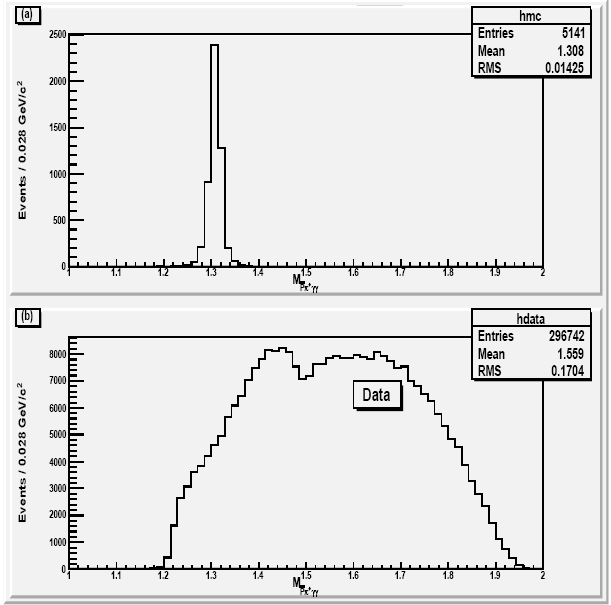 (a)
hmc
Entries 5141
Mean 1.308
RMS 0.01425
Events / 0.028 GeV/c²
2500
2000
1500
1000
500
0
1 1.1 1.2 1.3 1.4 1.5 1.6 1.7 1.8 1.9 2
(b)
hdata
Entries 296742
Mean 1.559
RMS 0.1704
Data
Events / 0.028 GeV/c²
8000
7000
6000
5000
4000
3000
2000
1000
0
1 1.1 1.2 1.3 1.4 1.5 1.6 1.7 1.8 1.9 2